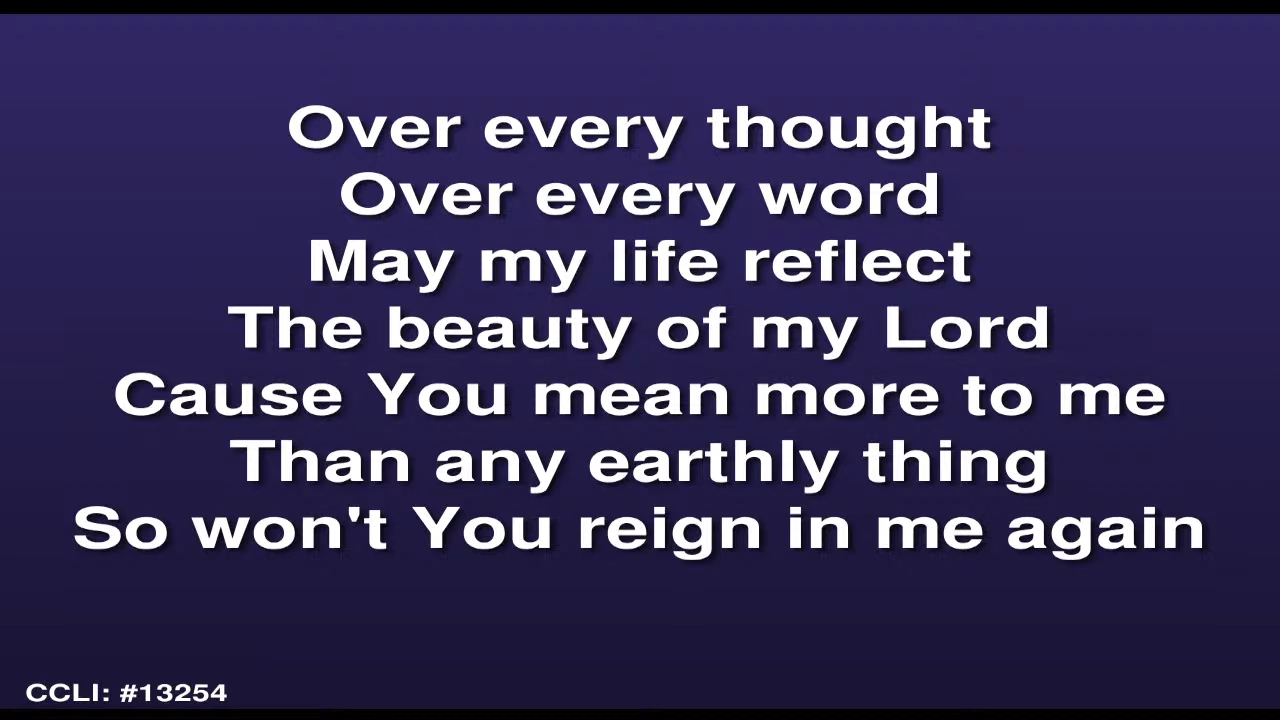 Over every thought
Over every word
May my life reflect
The beauty of my Lord
Cause You mean more to me
Than any earthly thing
So won't You reign in me again
CCLI: #13254